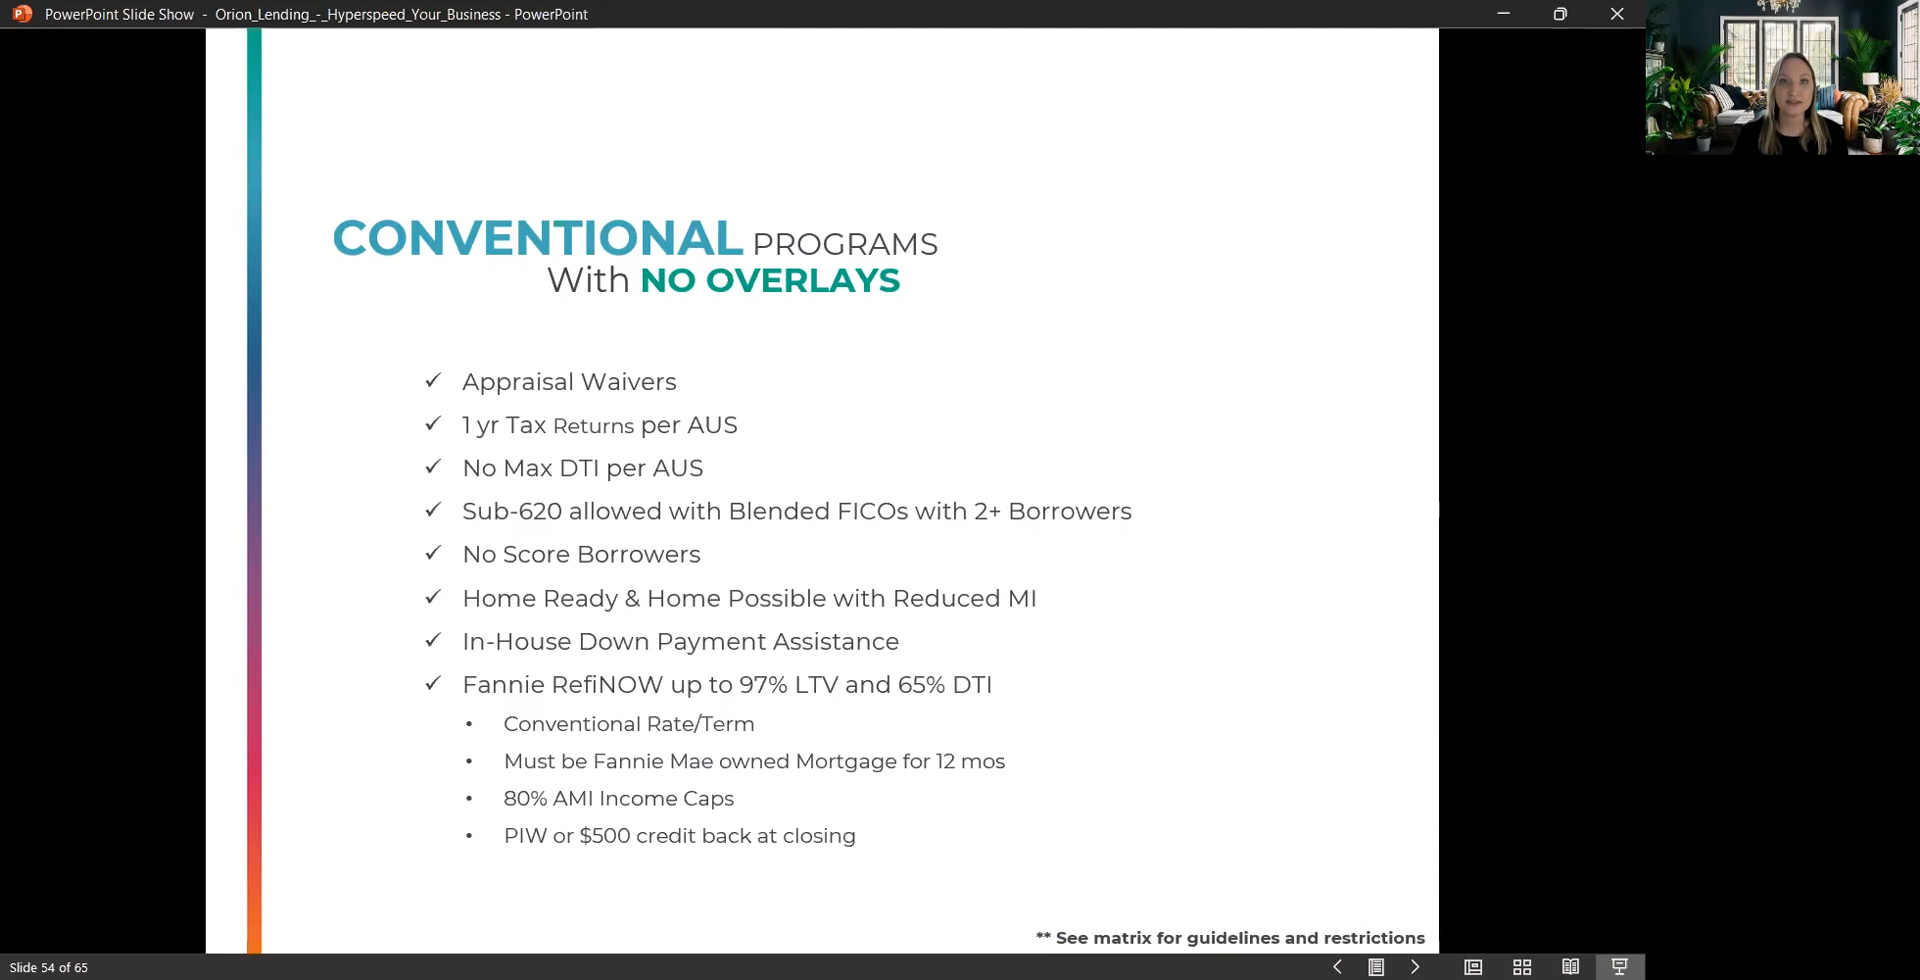 PowerPoint Slide Show - Orion_Lending_-_Hyperspeed_Your_Business - PowerPoint
CONVENTIONAL PROGRAMS
With NO OVERLAYS
✓ Appraisal Waivers
✓ 1 yr Tax Returns per AUS
✓ No Max DTI per AUS
✓ Sub-620 allowed with Blended FICOs with 2+ Borrowers
✓ No Score Borrowers
✓ Home Ready & Home Possible with Reduced MI
✓ In-House Down Payment Assistance
✓ Fannie RefiNOW up to 97% LTV and 65% DTI
• Conventional Rate/Term
• Must be Fannie Mae owned Mortgage for 12 mos
• 80% AMI Income Caps
• PIW or $500 credit back at closing
** See matrix for guidelines and restrictions
Slide 54 of 65